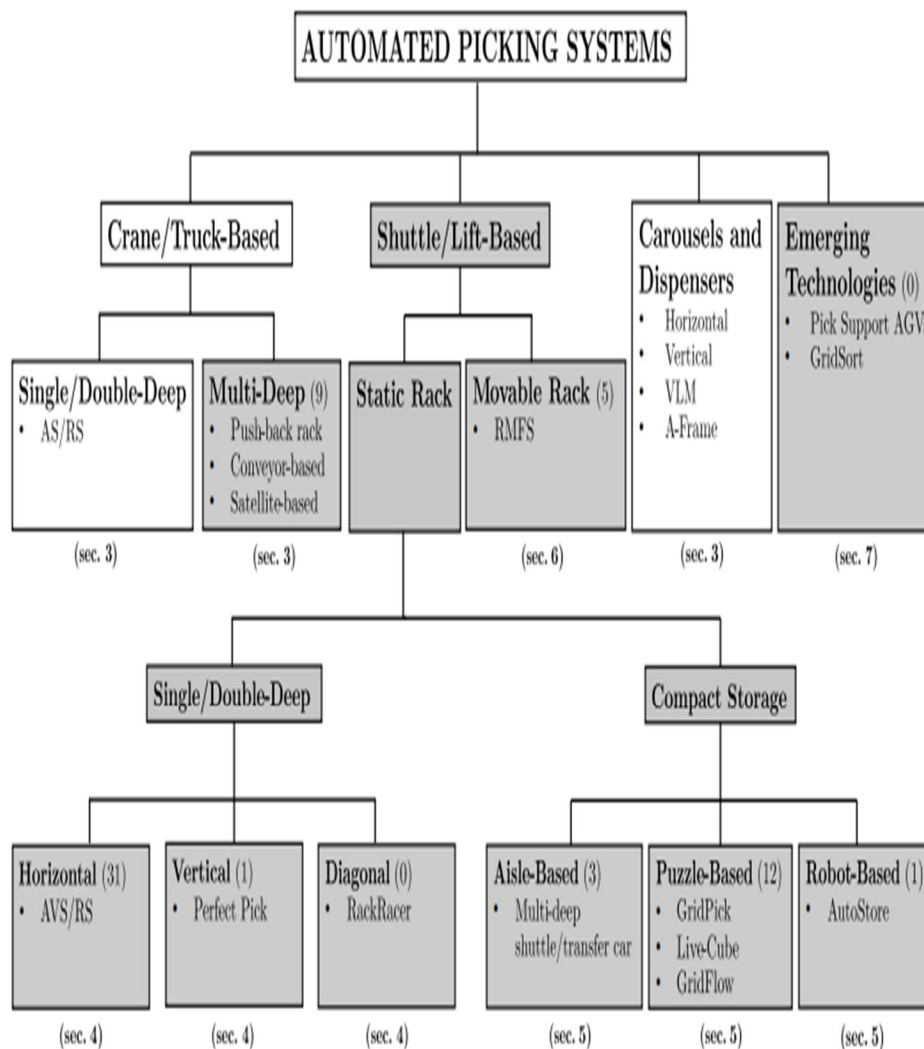 AUTOMATED PICKING SYSTEMS
Crane/Truck-Based
Shuttle/Lift-Based
Carousels and
Dispensers
• Horizontal
• Vertical
• VLM
• A-Frame
(sec. 3)
Emerging
Technologies (0)
• Pick Support AGV
• GridSort
(sec. 7)
Single/Double-Deep
• AS/RS
(sec. 3)
Multi-Deep (9)
• Push-back rack
• Conveyor-based
• Satellite-based
(sec. 3)
Static Rack
Movable Rack (5)
• RMFS
(sec. 6)
Single/Double-Deep
Compact Storage
Horizontal (31)
• AVS/RS
(sec. 4)
Vertical (1)
• Perfect Pick
(sec. 4)
Diagonal (0)
• RackRacer
(sec. 4)
Aisle-Based (3)
• Multi-deep
shuttle/transfer car
(sec. 5)
Puzzle-Based (12)
• GridPick
• Live-Cube
• GridFlow
(sec. 5)
Robot-Based (1)
• AutoStore
(sec. 5)